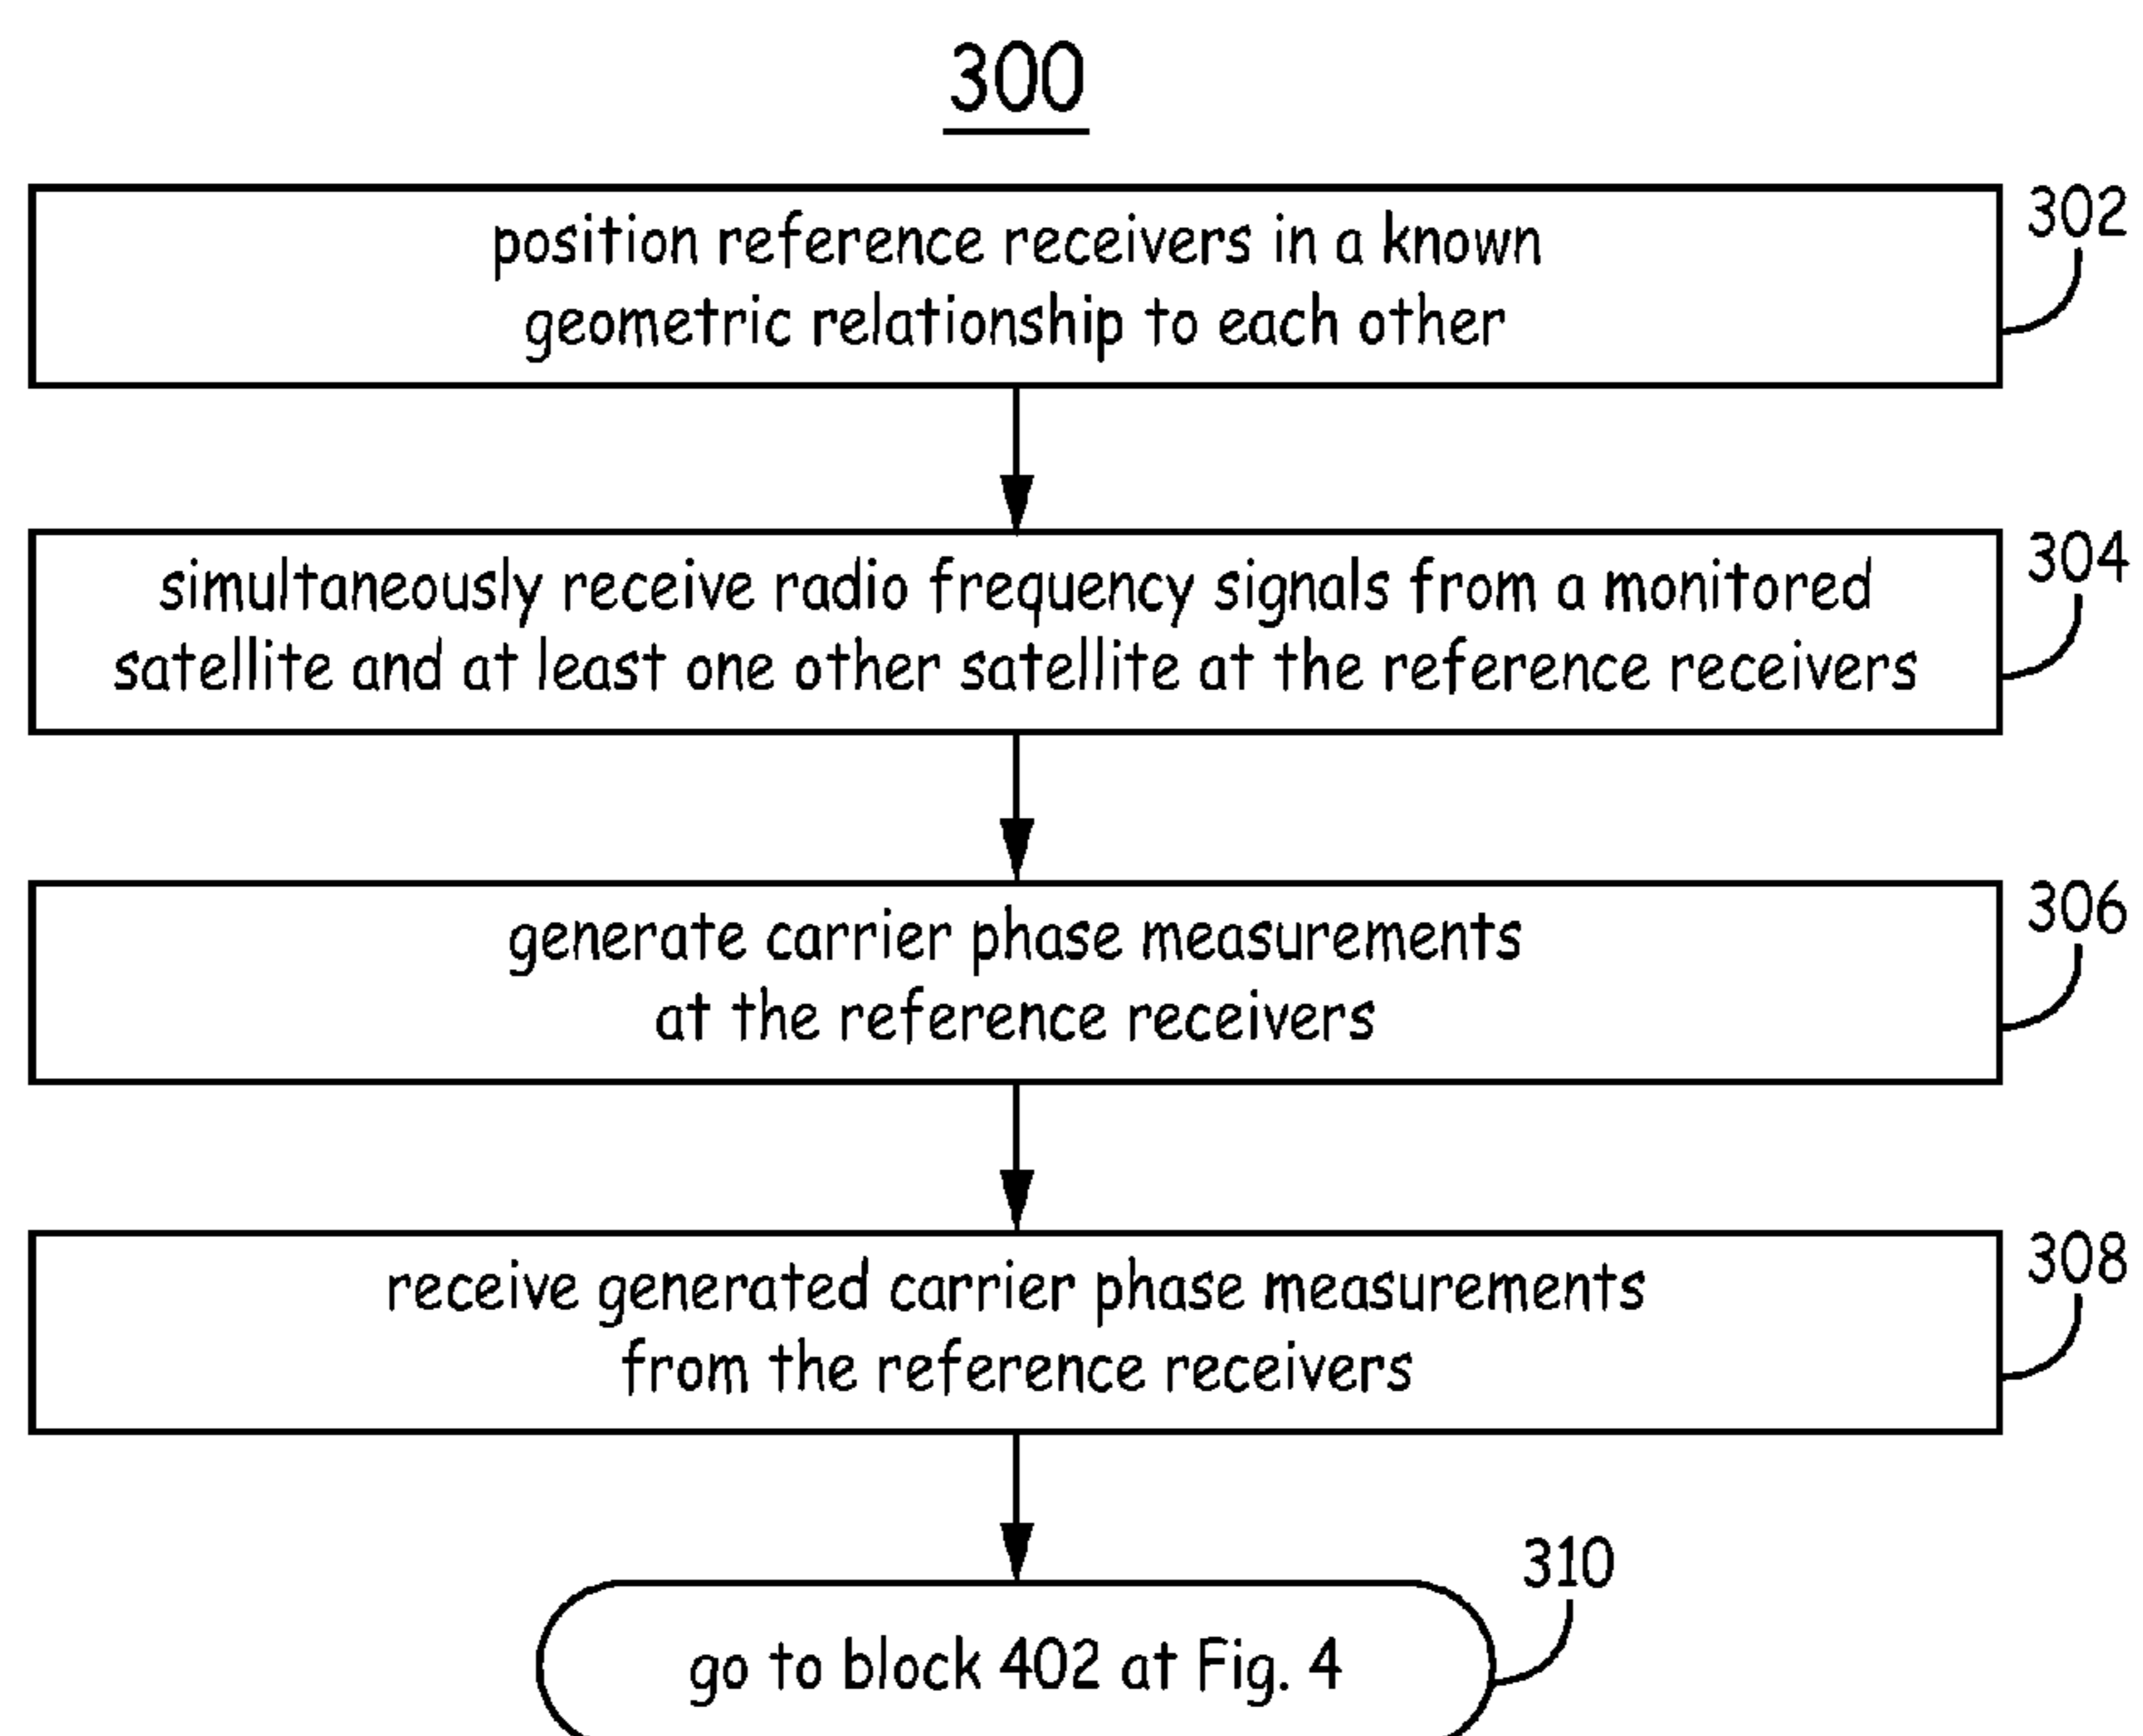 300
302
position reference receivers in a known
geometric relationship to each other
304
simultaneously receive radio frequency signals from a monitored
satellite and at least one other satellite at the reference receivers
306
generate carrier phase measurements
at the reference receivers
308
receive generated carrier phase measurements
from the reference receivers
310
go to block 402 at Fig. 4